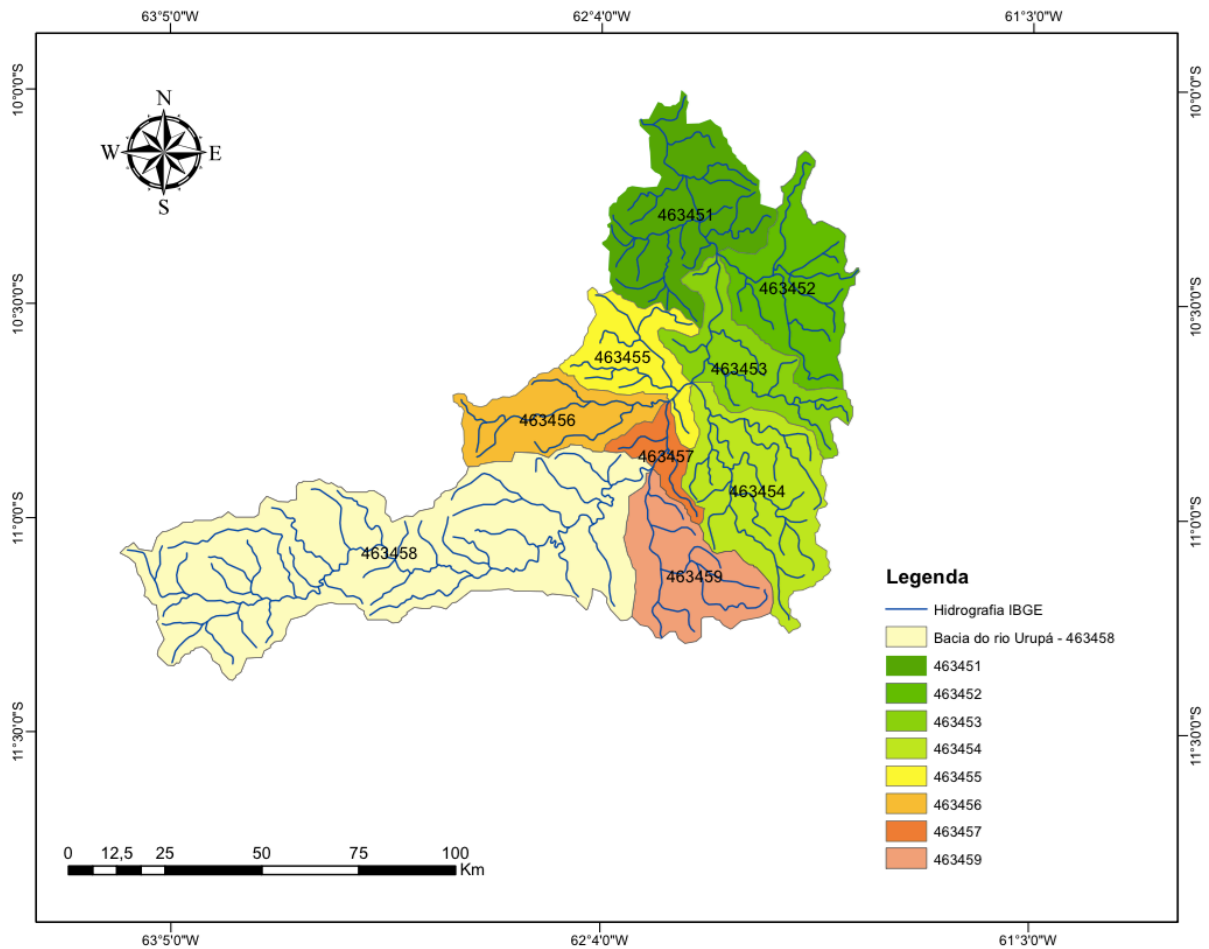 63°5'0"W 62°4'0"W 61°3'0"W
10°0'0"S 10°0'0"S
N
W E
S
463451
463452
10°30'0"S 10°30'0"S
463455
463453
463456
463457
463454
11°0'0"S 11°0'0"S
463458
463459
Legenda
Hidrografia IBGE
Bacia do rio Urupá - 463458
463451
463452
463453
463454
463455
463456
463457
463459
11°30'0"S 11°30'0"S
0 12,5 25 50 75 100
Km
63°5'0"W 62°4'0"W 61°3'0"W